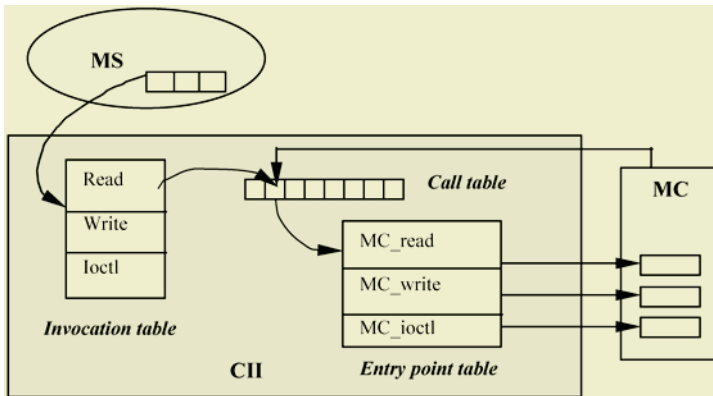 MS
Read
Write
Ioctl
Invocation table
Call table
MC_read
MC_write
MC_ioctl
Entry point table
CII
MC